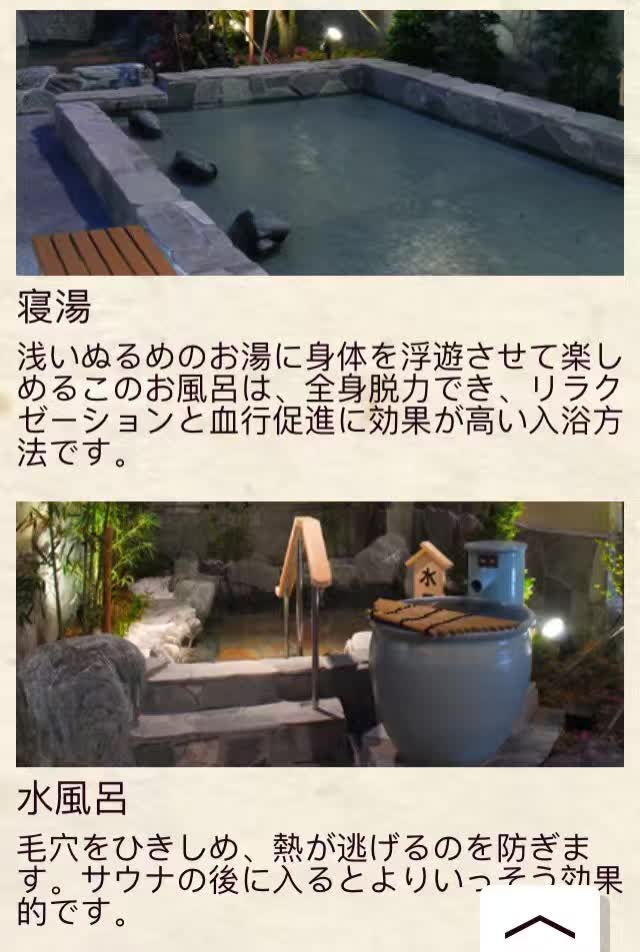 寝湯
浅いぬるめのお湯に身体を浮遊させて楽し
めるこのお風呂は、全身脱力でき、リラク
ゼーションと血行促進に効果が高い入浴方
法です。
水
水風呂
毛穴をひきしめ、熱が逃げるのを防ぎま
す。サウナの後に入るとよりいっそう効果
的です。